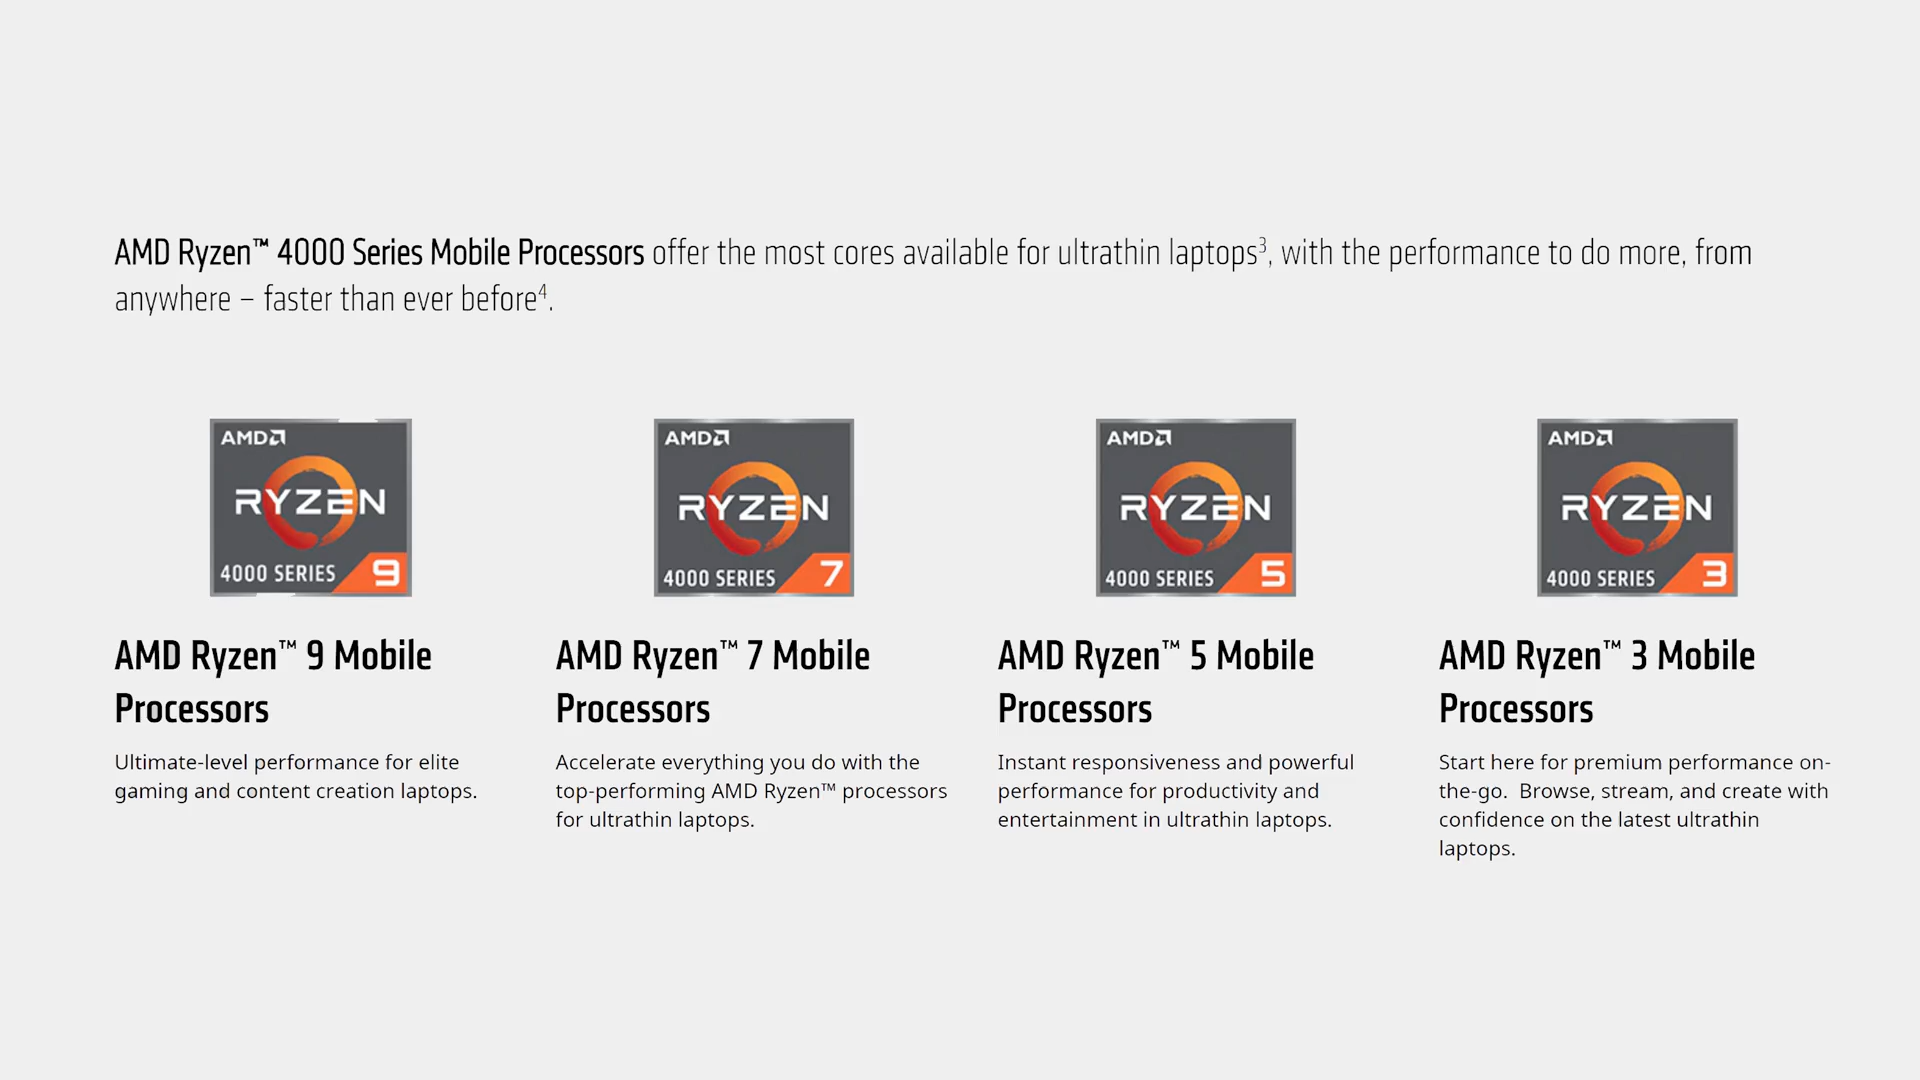 AMD Ryzen™ 4000 Series Mobile Processors offer the most cores available for ultrathin laptops³, with the performance to do more, from
anywhere – faster than ever before⁴.
AMD
RYZEN
4000 SERIES 9
AMD Ryzen™ 9 Mobile
Processors
Ultimate-level performance for elite
gaming and content creation laptops.
AMD
RYZEN
4000 SERIES 7
AMD Ryzen™ 7 Mobile
Processors
Accelerate everything you do with the
top-performing AMD Ryzen™ processors
for ultrathin laptops.
AMD
RYZEN
4000 SERIES 5
AMD Ryzen™ 5 Mobile
Processors
Instant responsiveness and powerful
performance for productivity and
entertainment in ultrathin laptops.
AMD
RYZEN
4000 SERIES 3
AMD Ryzen™ 3 Mobile
Processors
Start here for premium performance on-
the-go.  Browse, stream, and create with
confidence on the latest ultrathin
laptops.